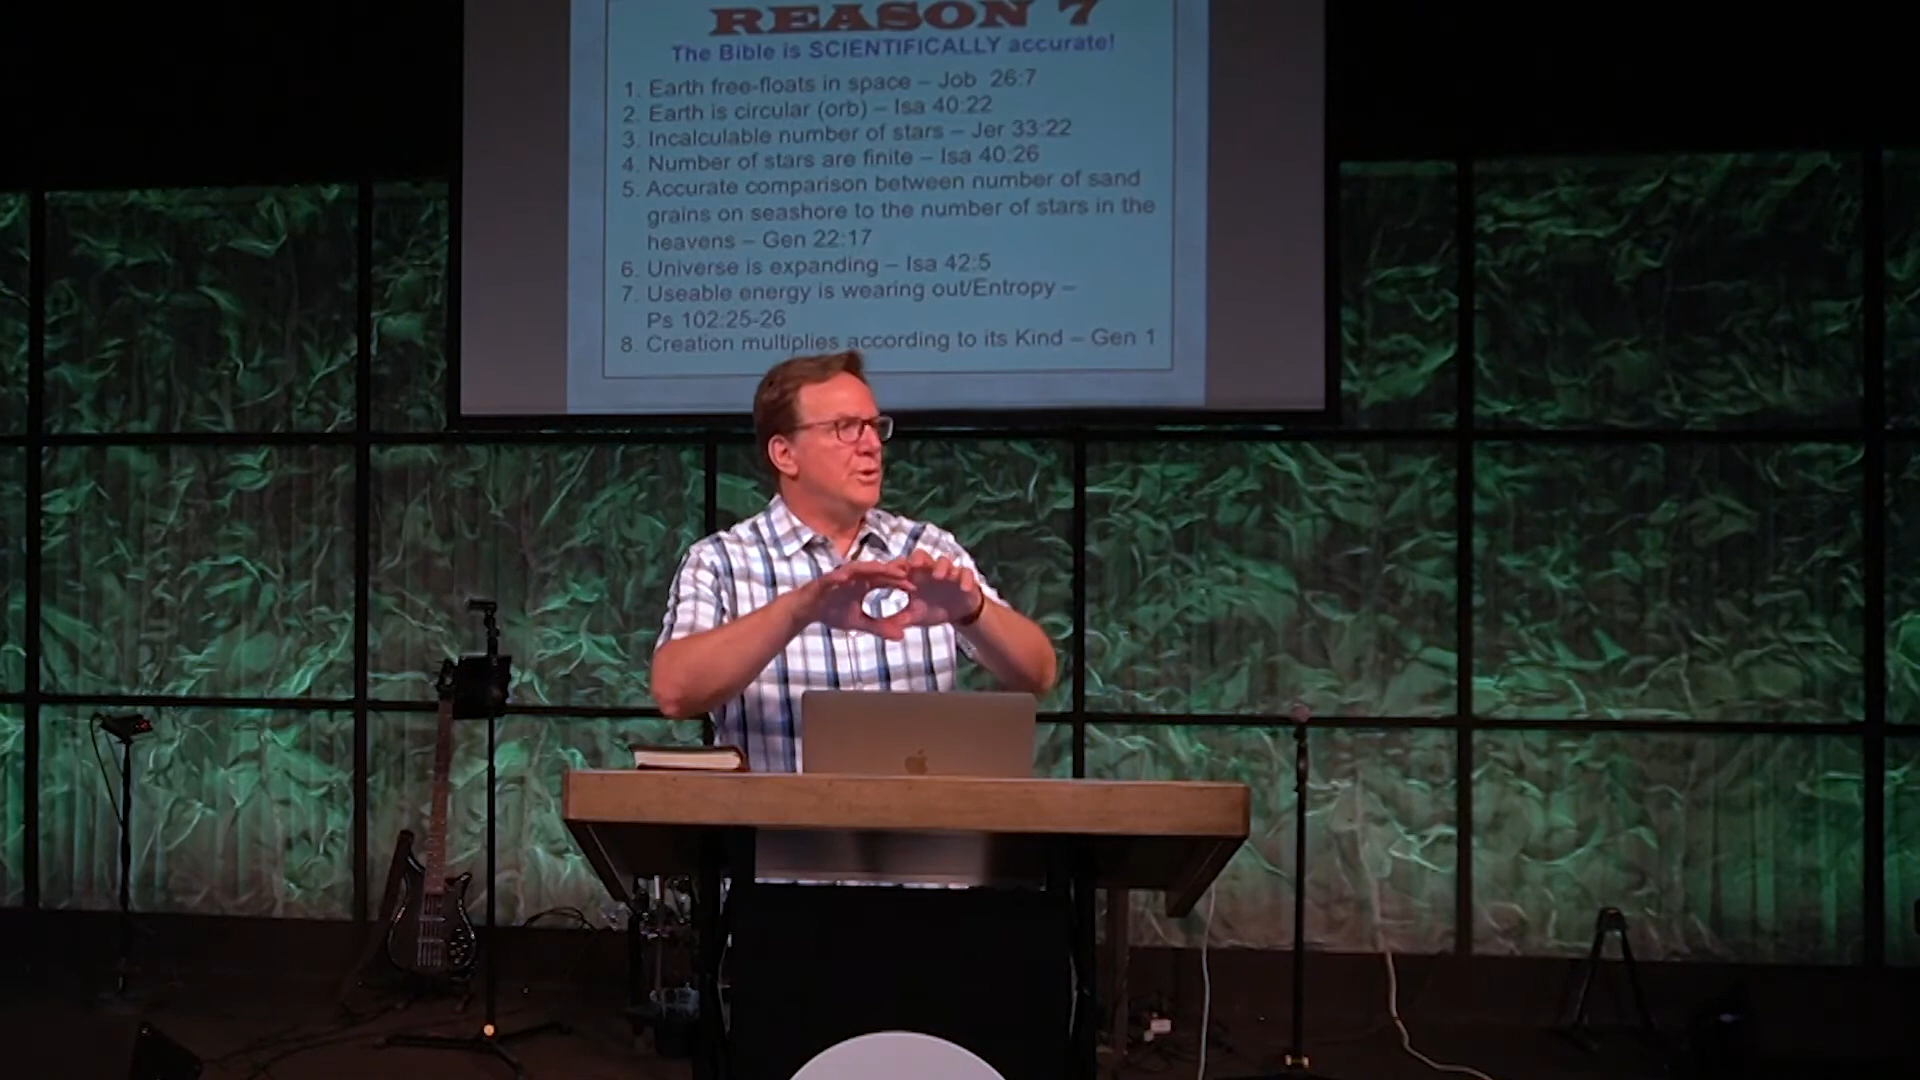 REASON 7
The Bible is SCIENTIFICALLY accurate!
1. Earth free-floats in space – Job 26:7
2. Earth is circular (orb) – Isa 40:22
3. Incalculable number of stars – Jer 33:22
4. Number of stars are finite – Isa 40:26
5. Accurate comparison between number of sand
grains on seashore to the number of stars in the
heavens – Gen 22:17
6. Universe is expanding – Isa 42:5
7. Useable energy is wearing out/Entropy –
Ps 102:25-26
8. Creation multiplies according to its Kind – Gen 1